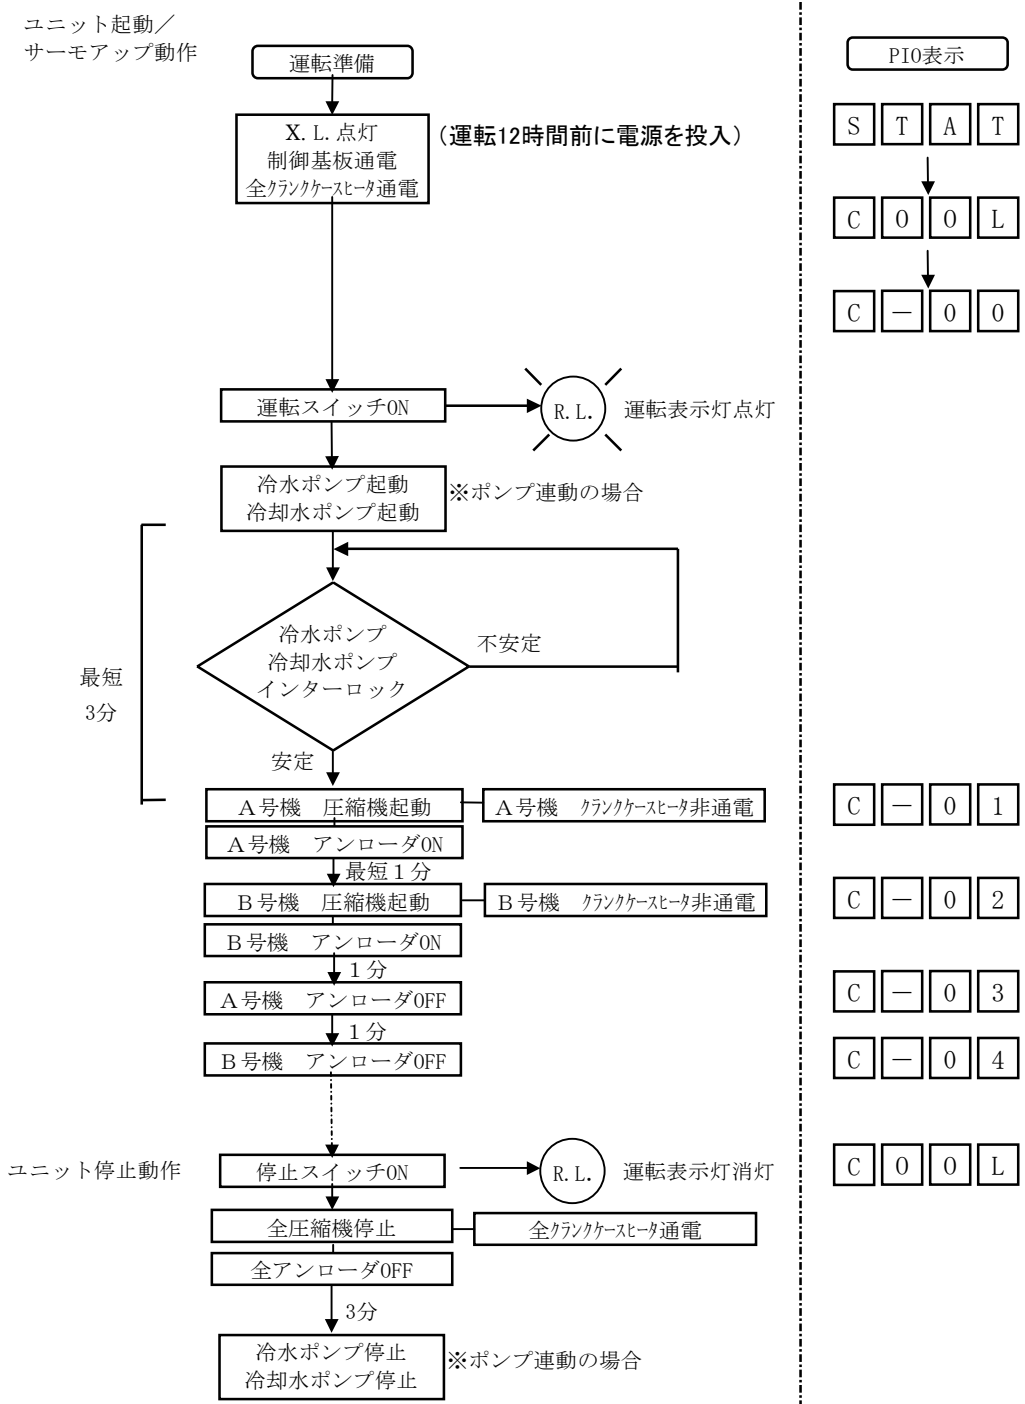 ユニット起動／
サーモアップ動作
運転準備
X.L.点灯
制御基板通電
全ｸﾗﾝｸｹｰｽﾋｰﾀ通電
(運転12時間前に電源を投入)
運転スイッチON
R.L.
運転表示灯点灯
冷水ポンプ起動
冷却水ポンプ起動
※ポンプ連動の場合
最短
3分
冷水ポンプ
冷却水ポンプ
インターロック
不安定
安定
A号機　圧縮機起動
A号機　ｸﾗﾝｸｹｰｽﾋｰﾀ非通電
A号機　アンローダON
最短１分
B号機　圧縮機起動
B号機　ｸﾗﾝｸｹｰｽﾋｰﾀ非通電
B号機　アンローダON
１分
A号機　アンローダOFF
１分
B号機　アンローダOFF
ユニット停止動作
停止スイッチON
R.L.
運転表示灯消灯
全圧縮機停止
全ｸﾗﾝｸｹｰｽﾋｰﾀ通電
全アンローダOFF
3分
冷水ポンプ停止
冷却水ポンプ停止
※ポンプ連動の場合
PIO表示
S T A T
C O O L
C － 0 0
C － 0 1
C － 0 2
C － 0 3
C － 0 4
C O O L